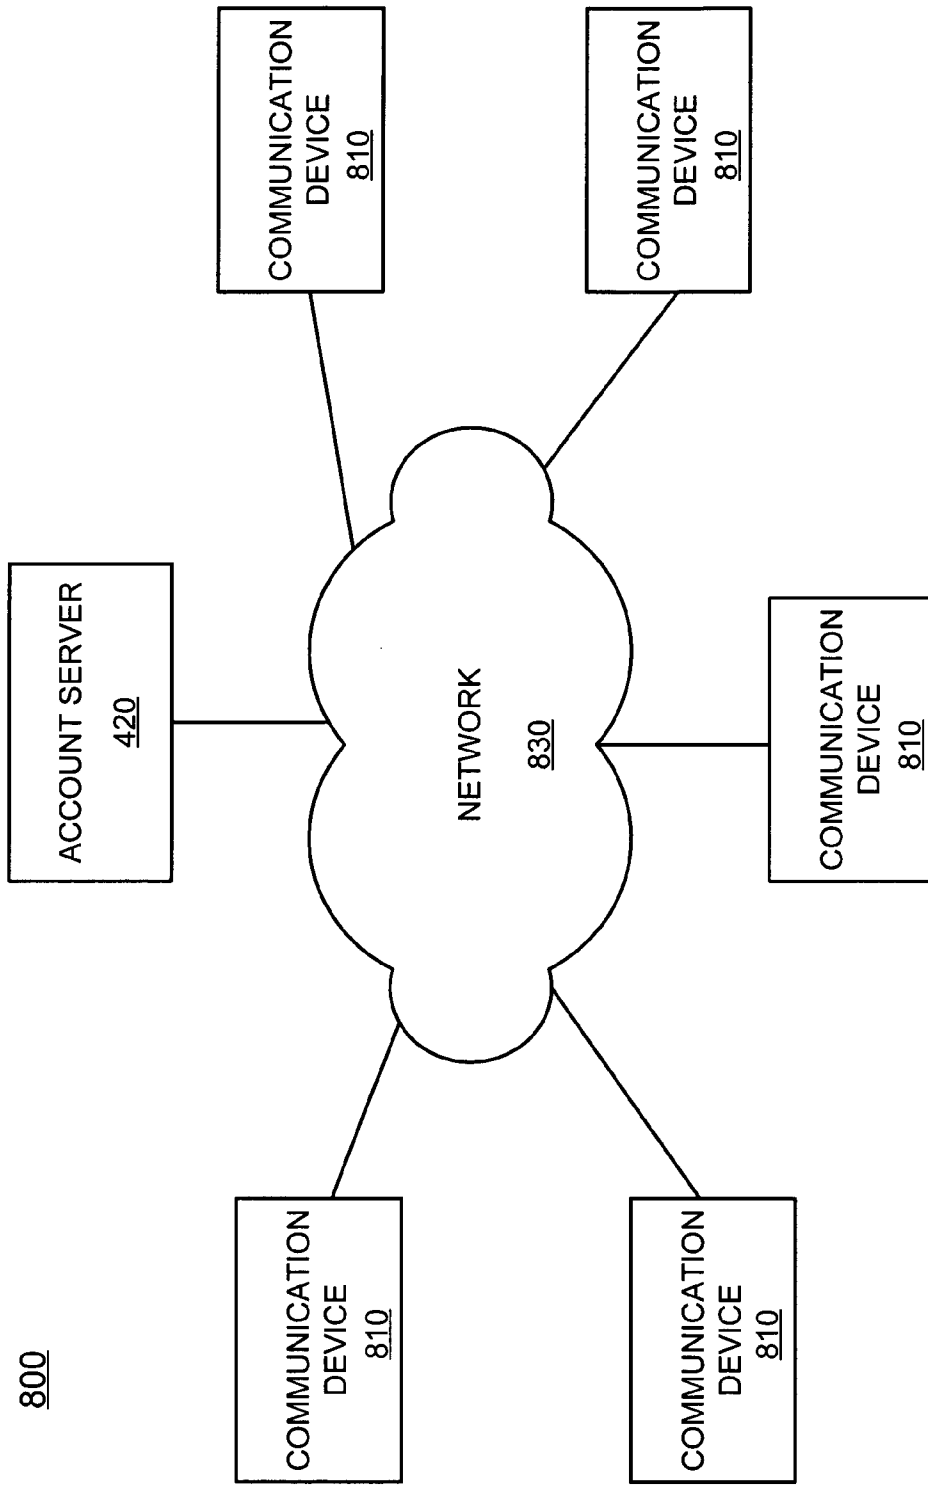 800
ACCOUNT SERVER
420
COMMUNICATION
DEVICE
810
COMMUNICATION
DEVICE
810
NETWORK
830
COMMUNICATION
DEVICE
810
COMMUNICATION
DEVICE
810
COMMUNICATION
DEVICE
810